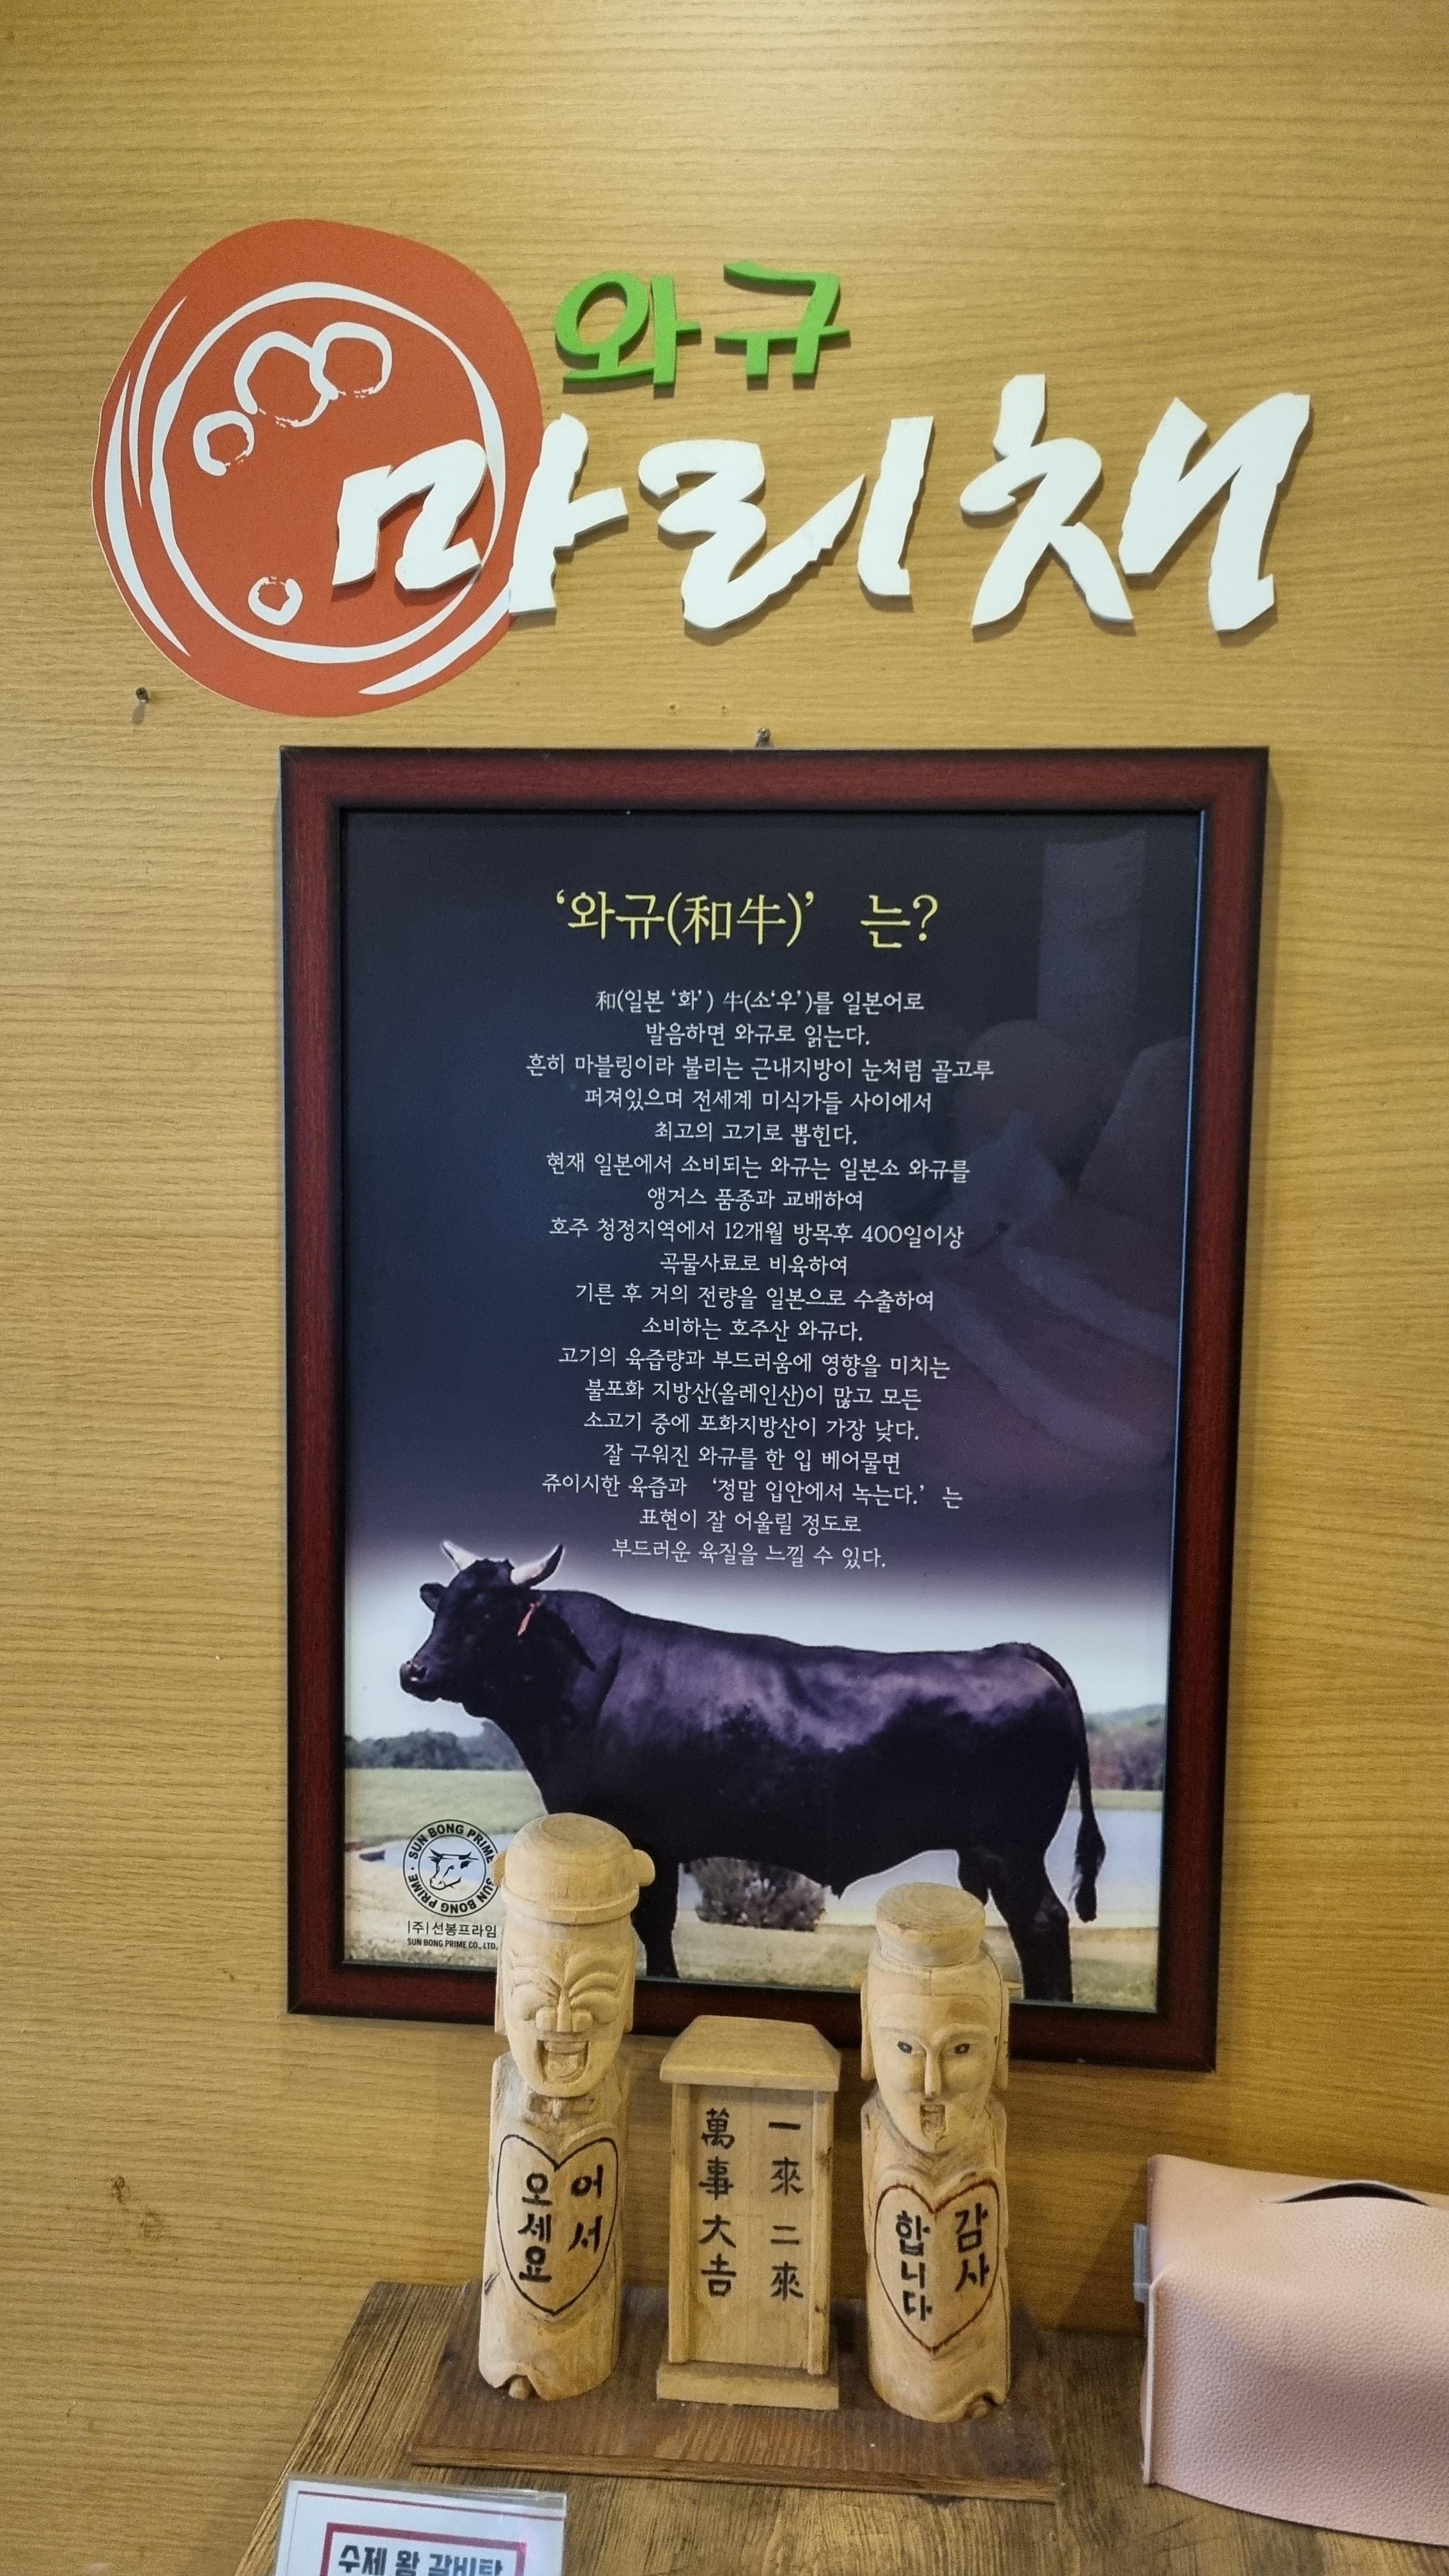 와규
마리채
‘와규(和牛)’ 는?
和(일본 ‘화’) 牛(소‘우’)를 일본어로
발음하면 와규로 읽는다.
흔히 마블링이라 불리는 근내지방이 눈처럼 골고루
퍼져있으며 전세계 미식가들 사이에서
최고의 고기로 뽑힌다.
현재 일본에서 소비되는 와규는 일본소 와규를
앵거스 품종과 교배하여
호주 청정지역에서 12개월 방목후 400일이상
곡물사료로 비육하여
기른 후 거의 전량을 일본으로 수출하여
소비하는 호주산 와규다.
고기의 육즙량과 부드러움에 영향을 미치는
불포화 지방산(올레인산)이 많고 모든
소고기 중에 포화지방산이 가장 낮다.
잘 구워진 와규를 한 입 베어물면
쥬이시한 육즙과 ‘정말 입안에서 녹는다.’ 는
표현이 잘 어울릴 정도로
부드러운 육질을 느낄 수 있다.
SUN BONG PRIME · SUN BONG PRIME ·
|주|선봉프라임
SUN BONG PRIME CO., LTD.
어서
오세요
一來二來
萬事大吉
감사
합니다
수제 왕 갈비탕